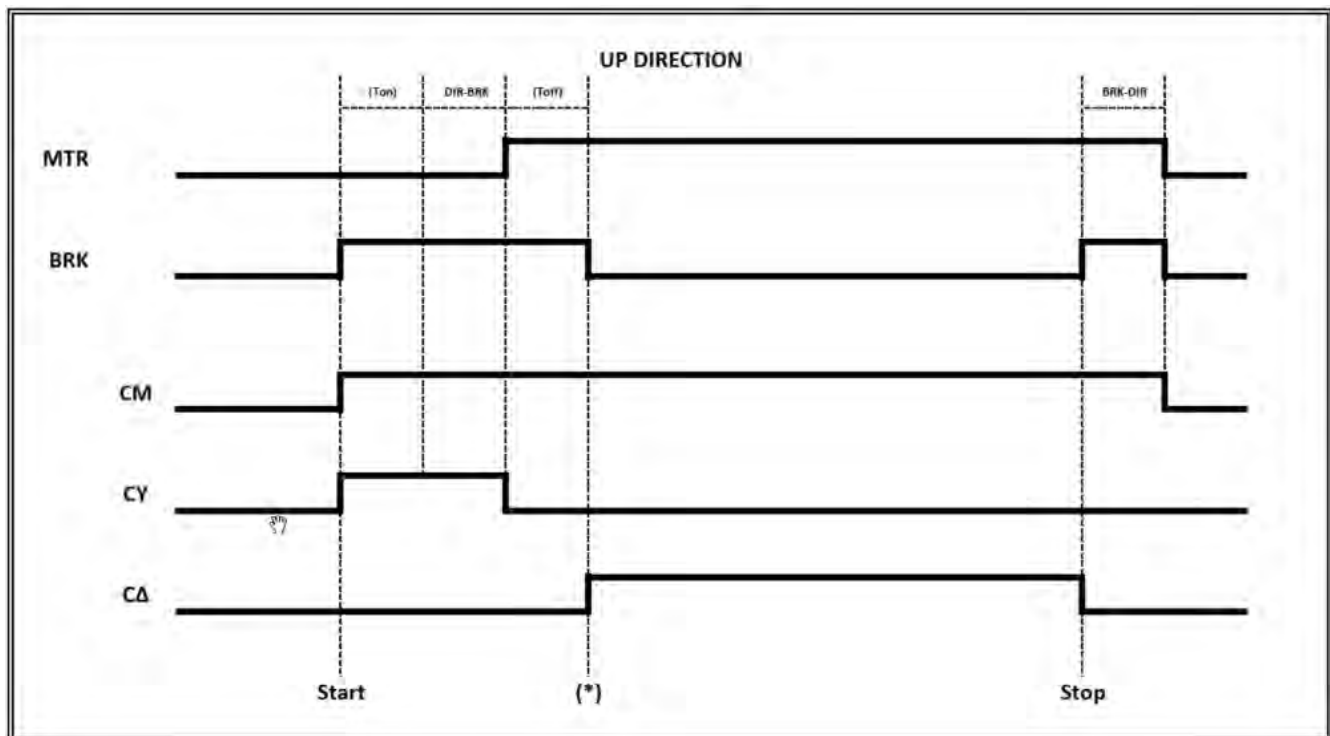 UP DIRECTION
(Ton) DIR-BRK (Toff) BRK-DIR
MTR
BRK
CM
CY
CΔ
Start (*) Stop